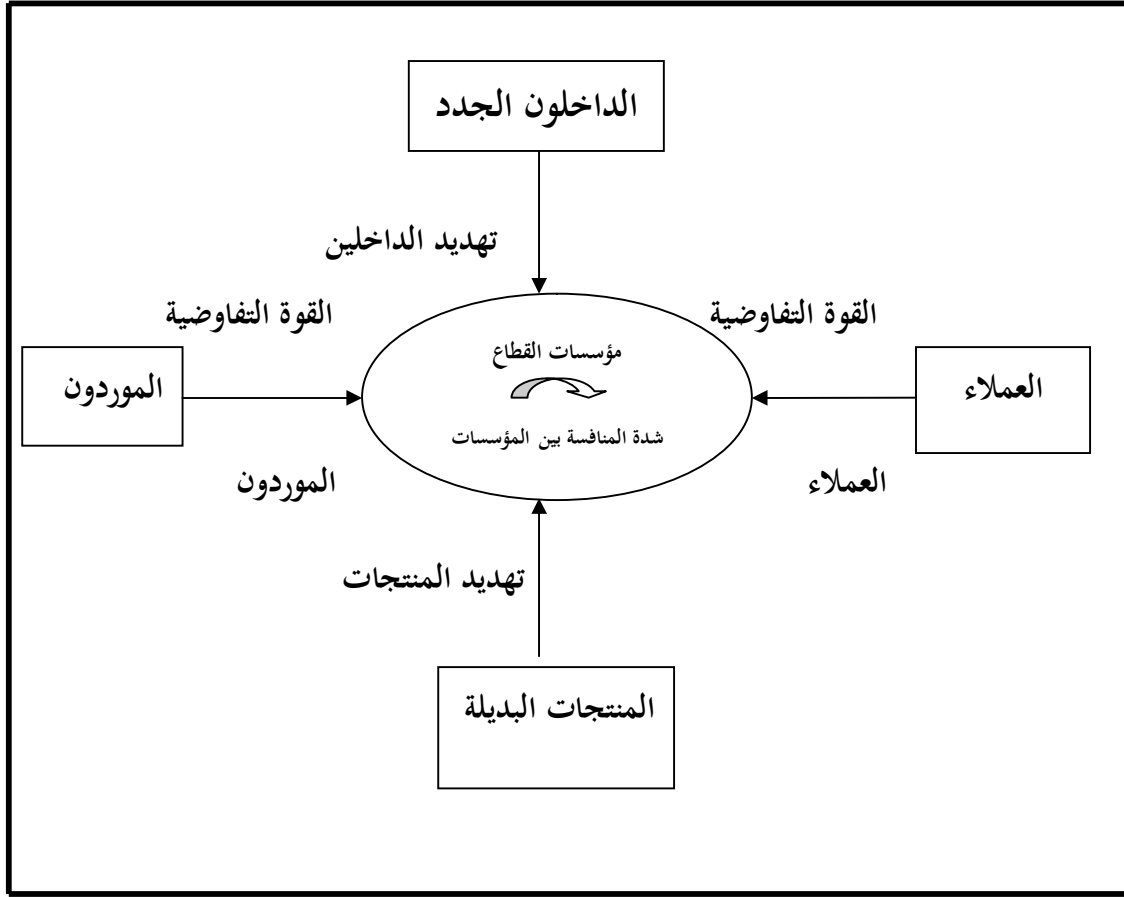 الداخلون الجدد
تهديد الداخلين
القوة التفاوضية
القوة التفاوضية
مؤسسات القطاع
العملاء
الموردون
شدة المنافسة بين المؤسسات
العملاء
الموردون
تهديد المنتجات
المنتجات البديلة